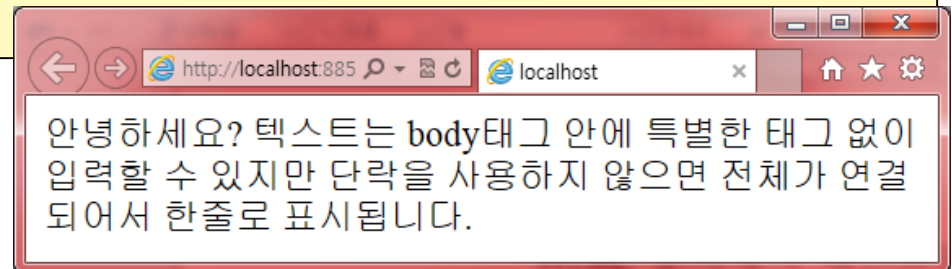 http://localhost:885
localhost
안녕하세요? 텍스트는 body태그 안에 특별한 태그 없이
입력할 수 있지만 단락을 사용하지 않으면 전체가 연결
되어서 한줄로 표시됩니다.